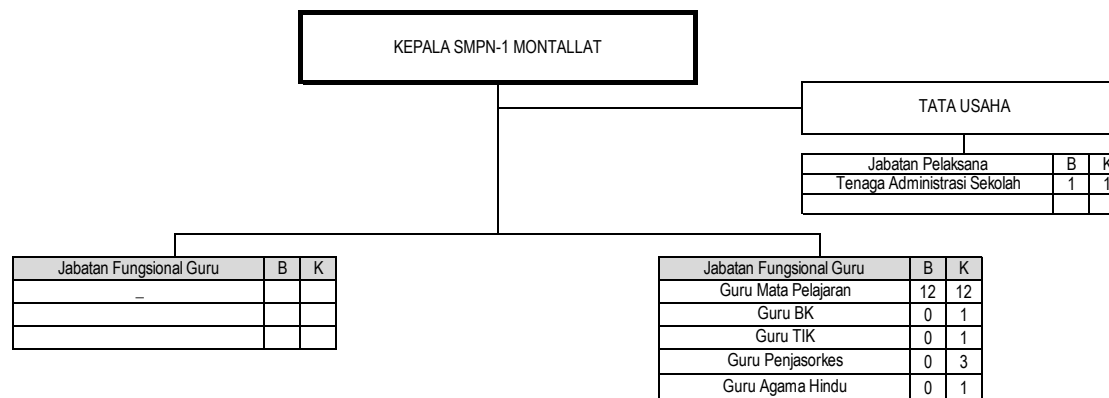 KEPALA SMPN-1 MONTALLAT
TATA USAHA
Jabatan Pelaksana B K
Tenaga Administrasi Sekolah 1 1
Jabatan Fungsional Guru B K
_
Jabatan Fungsional Guru B K
Guru Mata Pelajaran 12 12
Guru BK 0 1
Guru TIK 0 1
Guru Penjasorkes 0 3
Guru Agama Hindu 0 1